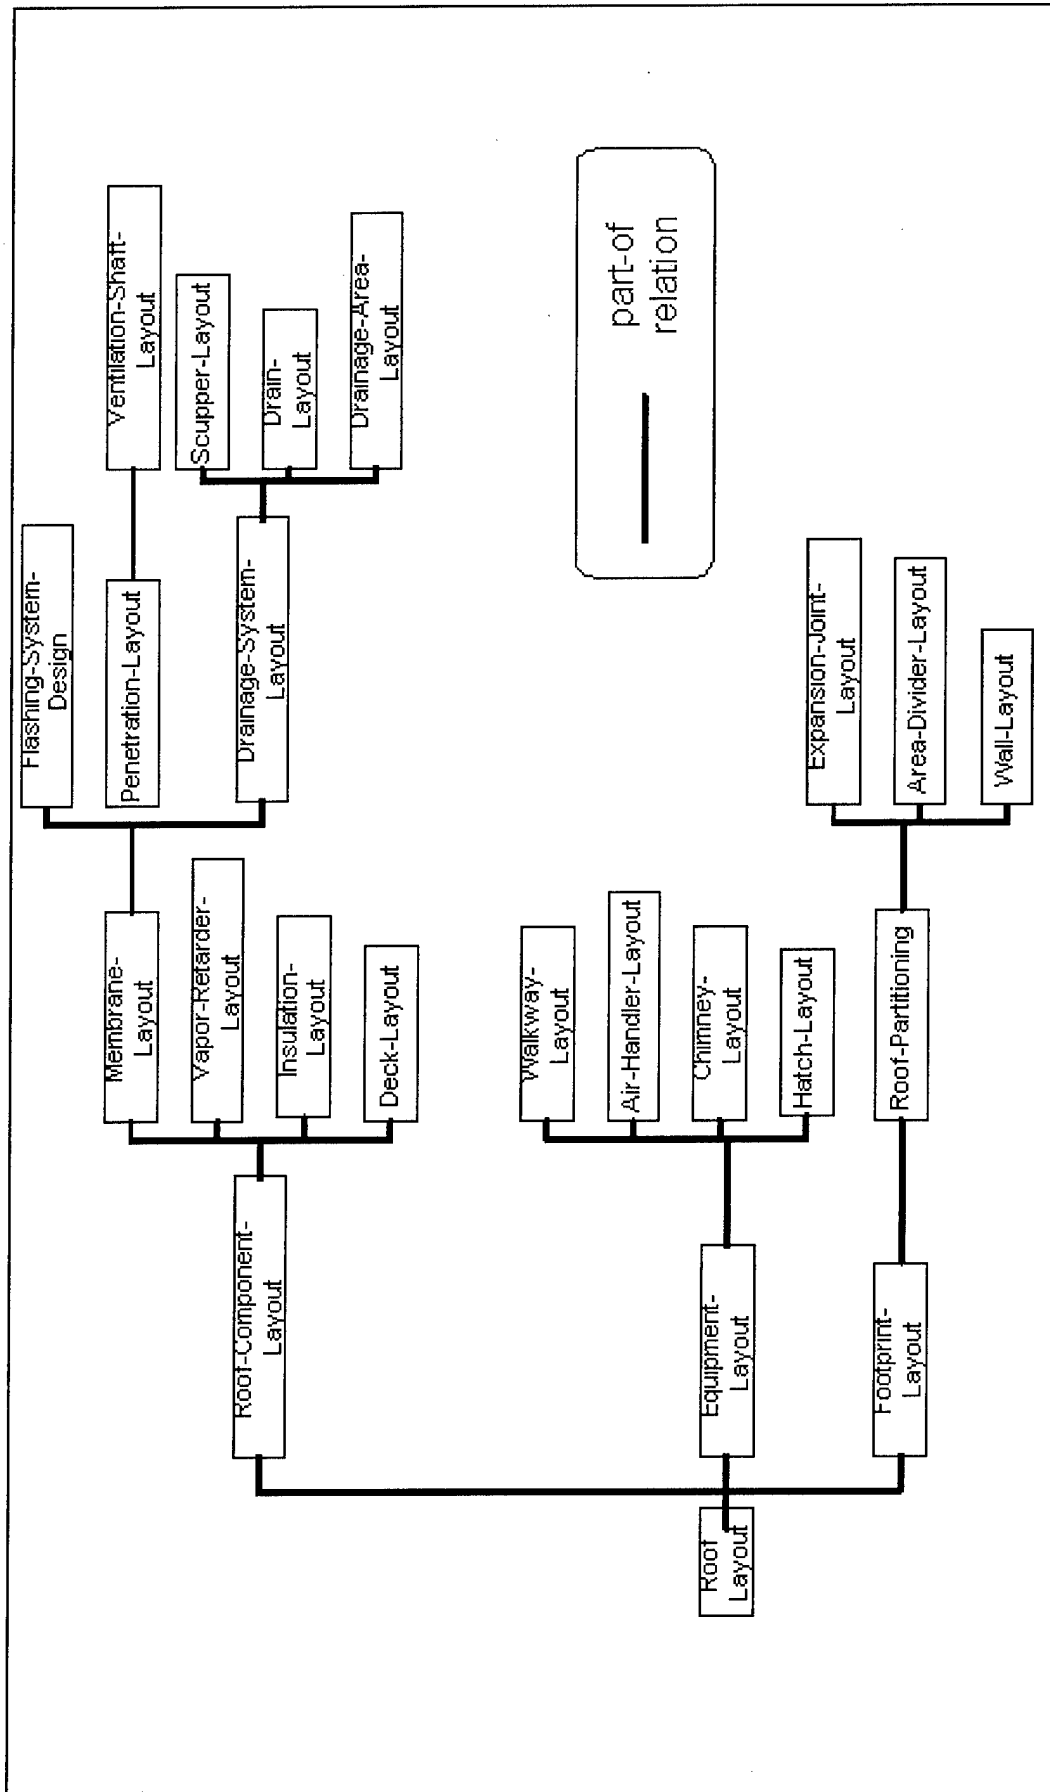 Flashing-System-
Design
Ventilation-Shaft-
Layout
Penetration-Layout
Scupper-Layout
Membrane-
Layout
Drainage-System-
Layout
Drain-
Layout
Vapor-Retarder-
Layout
Drainage-Area-
Layout
Insulation-
Layout
Roof-Component-
Layout
Deck-Layout
Walkway-
Layout
part-of
relation
Air-Handler-Layout
Equipment-
Layout
Chimney-
Layout
Roof
Layout
Hatch-Layout
Expansion-Joint-
Layout
Footprint-
Layout
Roof-Partitioning
Area-Divider-Layout
Wall-Layout